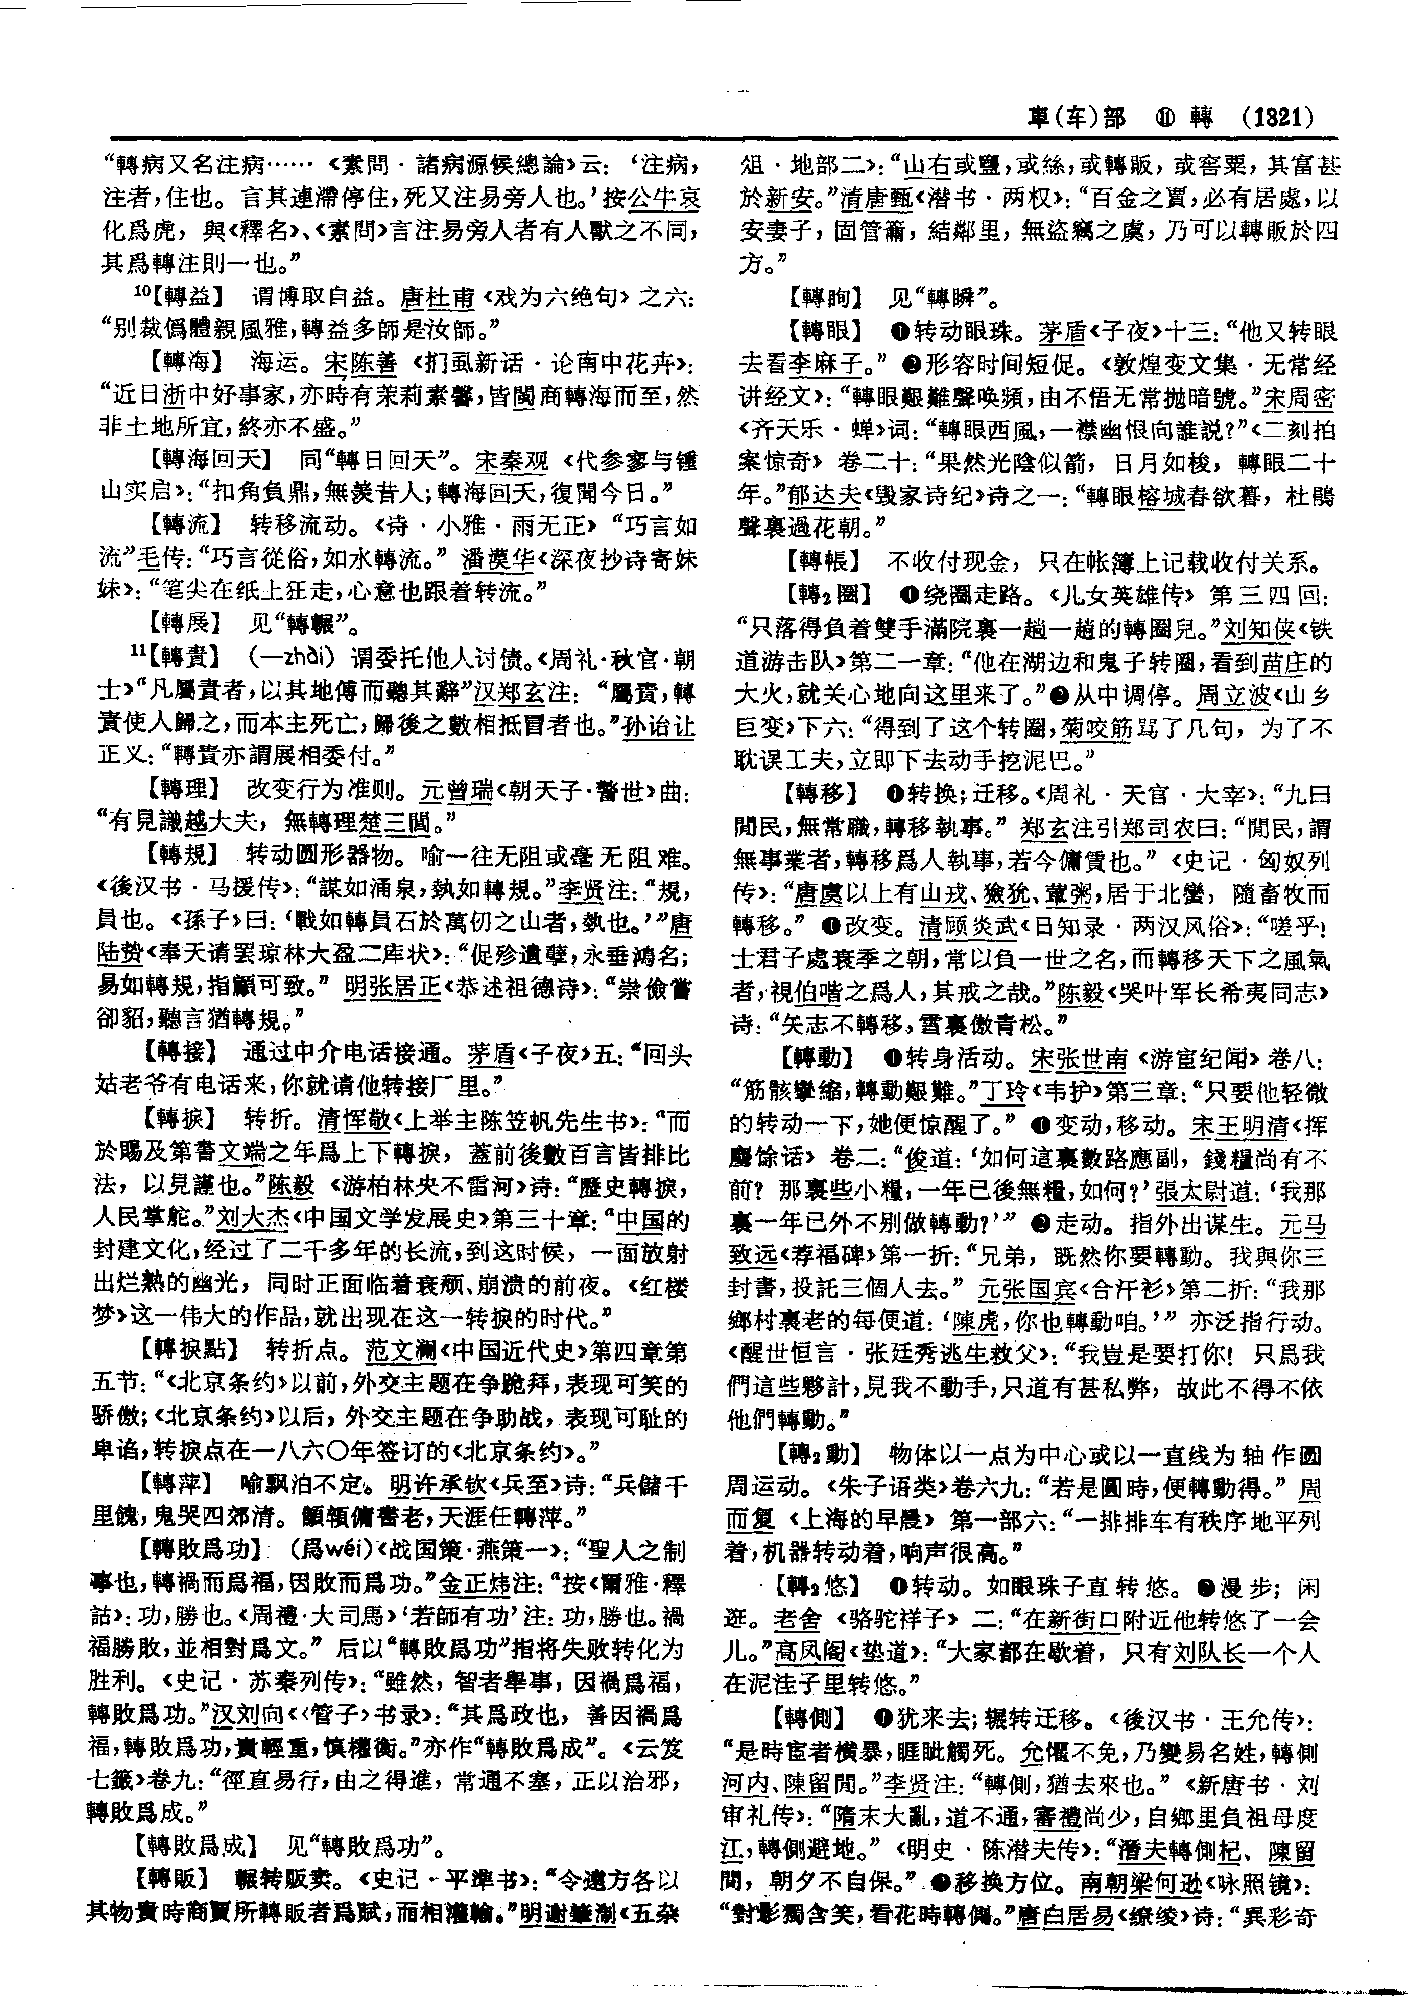 車(车)部 ⑪ 轉 (1321)
“轉病又名注病…… 《素問·諸病源候總論》云：‘注病，
注者，住也。言其連滯停住，死又注易旁人也。’按公牛哀
化爲虎，與《釋名》、《素問》言注易旁人者有人獸之不同，
其爲轉注則一也。”
10【轉益】 谓博取自益。唐杜甫《戏为六绝句》之六：
“别裁僞體親風雅，轉益多師是汝師。”
【轉海】 海运。宋陈善《扪虱新话·论南中花卉》：
“近日浙中好事家，亦時有茉莉素馨，皆閩商轉海而至，然
非土地所宜，終亦不盛。”
【轉海回天】 同“轉日回天”。宋秦观《代参寥与锺
山实启》：“扣角負鼎，無羨昔人；轉海回天，復聞今日。”
【轉流】 转移流动。《诗·小雅·雨无正》“巧言如
流”毛传：“巧言從俗，如水轉流。” 潘漠华《深夜抄诗寄妹
妹》：“笔尖在纸上狂走，心意也跟着转流。”
【轉展】 见“轉輾”。
11【轉責】 （—zhài）谓委托他人讨债。《周礼·秋官·朝
士》“凡屬責者，以其地傅而聽其辭”汉郑玄注：“屬責，轉
責使人歸之，而本主死亡，歸後之數相抵冒者也。”孙诒让
正义：“轉責亦謂展相委付。”
【轉理】 改变行为准则。元曾瑞《朝天子·警世》曲：
“有見識越大夫，無轉理楚三閭。”
【轉規】 转动圆形器物。喻一往无阻或毫无阻难。
《後汉书·马援传》：“謀如涌泉，埶如轉規。”李贤注：“規，
員也。《孫子》曰：‘戰如轉員石於萬仞之山者，埶也。’”唐
陆贽《奉天请罢琼林大盈二库状》：“促殄遺孽，永垂鴻名；
易如轉規，指顧可致。” 明张居正《恭述祖德诗》：“崇儉嘗
卻貂，聽言猶轉規。”
【轉接】 通过中介电话接通。茅盾《子夜》五：“回头
姑老爷有电话来，你就请他转接厂里。”
【轉捩】 转折。清恽敬《上举主陈笠帆先生书》：“而
於賜及第書文端之年爲上下轉捩，蓋前後數百言皆排比
法，以見謹也。”陈毅《游柏林央不雷河》诗：“歷史轉捩，
人民掌舵。”刘大杰《中国文学发展史》第三十章：“中国的
封建文化，经过了二千多年的长流，到这时候，一面放射
出烂熟的幽光，同时正面临着衰颓、崩溃的前夜。《红楼
梦》这一伟大的作品，就出现在这一转捩的时代。”
【轉捩點】 转折点。范文澜《中国近代史》第四章第
五节：“《北京条约》以前，外交主题在争跪拜，表现可笑的
骄傲；《北京条约》以后，外交主题在争助战，表现可耻的
卑谄，转捩点在一八六〇年签订的《北京条约》。”
【轉萍】 喻飘泊不定。明许承钦《兵至》诗：“兵儲千
里餽，鬼哭四郊清。顦顇傭書老，天涯任轉萍。”
【轉敗爲功】 （爲wéi）《战国策·燕策一》：“聖人之制
事也，轉禍而爲福，因敗而爲功。”金正炜注：“按《爾雅·釋
詁》：功，勝也。《周禮·大司馬》‘若師有功’注：功，勝也。禍
福勝敗，並相對爲文。” 后以“轉敗爲功”指将失败转化为
胜利。《史记·苏秦列传》：“雖然，智者舉事，因禍爲福，
轉敗爲功。”汉刘向《〈管子〉书录》：“其爲政也，善因禍爲
福，轉敗爲功，貴輕重，慎權衡。”亦作“轉敗爲成”。《云笈
七籤》卷九：“徑直易行，由之得進，常通不塞，正以治邪，
轉敗爲成。”
【轉敗爲成】 见“轉敗爲功”。
【轉販】 輾转贩卖。《史记·平準书》：“令遠方各以
其物貴時商賈所轉販者爲賦，而相灌輸。”明谢肇淛《五杂
俎·地部二》：“山右或鹽，或絲，或轉販，或窖粟，其富甚
於新安。”清唐甄《潜书·两权》：“百金之賈，必有居處，以
安妻子，固管籥，結鄰里，無盜竊之虞，乃可以轉販於四
方。”
【轉眴】 见“轉瞬”。
【轉眼】 ❶转动眼珠。茅盾《子夜》十三：“他又转眼
去看李麻子。” ❷形容时间短促。《敦煌变文集·无常经
讲经文》：“轉眼艱難聲唤頻，由不悟无常抛暗號。”宋周密
《齐天乐·蝉》词：“轉眼西風，一襟幽恨向誰説？”《二刻拍
案惊奇》卷二十：“果然光陰似箭，日月如梭，轉眼二十
年。”郁达夫《毁家诗纪》诗之一：“轉眼榕城春欲暮，杜鵑
聲裏過花朝。”
【轉帳】 不收付现金，只在帐簿上记载收付关系。
【轉₂圈】 ❶绕圈走路。《儿女英雄传》第三四回：
“只落得負着雙手滿院裏一趟一趟的轉圈兒。”刘知侠《铁
道游击队》第二一章：“他在湖边和鬼子转圈，看到苗庄的
大火，就关心地向这里来了。”❷从中调停。周立波《山乡
巨变》下六：“得到了这个转圈，菊咬筋骂了几句，为了不
耽误工夫，立即下去动手挖泥巴。”
【轉移】 ❶转换；迁移。《周礼·天官·大宰》：“九曰
閒民，無常職，轉移執事。” 郑玄注引郑司农曰：“閒民，謂
無事業者，轉移爲人執事，若今傭賃也。” 《史记·匈奴列
传》：“唐虞以上有山戎、獫狁、葷粥，居于北蠻，隨畜牧而
轉移。” ❷改变。清顾炎武《日知录·两汉风俗》：“嗟乎！
士君子處衰季之朝，常以負一世之名，而轉移天下之風氣
者，視伯喈之爲人，其戒之哉。”陈毅《哭叶军长希夷同志》
诗：“矢志不轉移，雪裏傲青松。”
【轉動】 ❶转身活动。宋张世南《游宦纪闻》卷八：
“筋骸攣縮，轉動艱難。”丁玲《韦护》第三章：“只要他轻微
的转动一下，她便惊醒了。” ❷变动，移动。宋王明清《挥
麈馀话》卷二：“俊道：‘如何這裏數路應副，錢糧尚有不
前？那裏些小糧，一年已後無糧，如何？’張太尉道：‘我那
裏一年已外不别做轉動？’” ❸走动。指外出谋生。元马
致远《荐福碑》第一折：“兄弟，既然你要轉動。我與你三
封書，投託三個人去。” 元张国宾《合汗衫》第二折：“我那
鄉村裏老的每便道：‘陳虎，你也轉動咱。’” 亦泛指行动。
《醒世恒言·张廷秀逃生救父》：“我豈是要打你！只爲我
們這些夥計，見我不動手，只道有甚私弊，故此不得不依
他們轉動。”
【轉₂動】 物体以一点为中心或以一直线为轴作圆
周运动。《朱子语类》卷六九：“若是圓時，便轉動得。” 周
而复《上海的早晨》第一部六：“一排排车有秩序地平列
着，机器转动着，响声很高。”
【轉₂悠】 ❶转动。如眼珠子直转悠。❷漫步；闲
逛。老舍《骆驼祥子》二：“在新街口附近他转悠了一会
儿。”高凤阁《垫道》：“大家都在歇着，只有刘队长一个人
在泥洼子里转悠。”
【轉側】 ❶犹来去；辗转迁移。《後汉书·王允传》：
“是時宦者横暴，睚眦觸死。允懼不免，乃變易名姓，轉側
河内、陳留間。”李贤注：“轉側，猶去來也。” 《新唐书·刘
审礼传》：“隋末大亂，道不通，審禮尚少，自鄉里負祖母度
江，轉側避地。” 《明史·陈潜夫传》：“潛夫轉側杞、陳留
間，朝夕不自保。” ❷移换方位。南朝梁何逊《咏照镜》：
“對影獨含笑，看花時轉側。”唐白居易《缭绫》诗：“異彩奇